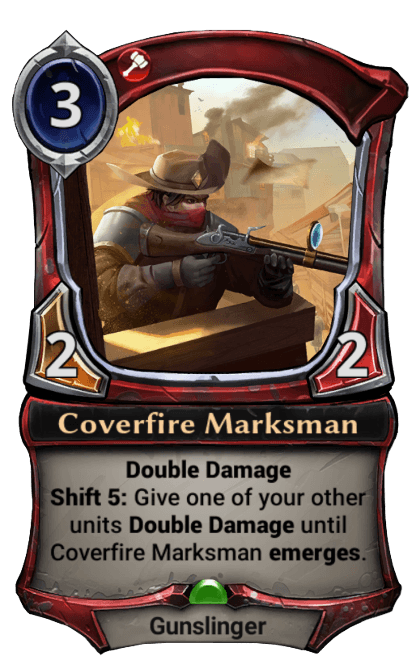 3
2
2
Coverfire Marksman
Double Damage
Shift 5: Give one of your other
units Double Damage until
Coverfire Marksman emerges.
Gunslinger